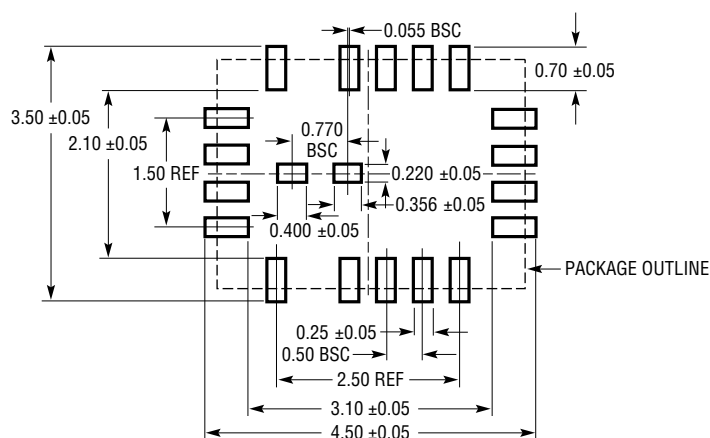 0.055 BSC
0.70 ±0.05
3.50 ±0.05
2.10 ±0.05
0.770
BSC
1.50 REF
0.220 ±0.05
0.356 ±0.05
0.400 ±0.05
PACKAGE OUTLINE
0.25 ±0.05
0.50 BSC
2.50 REF
3.10 ±0.05
4.50 ±0.05